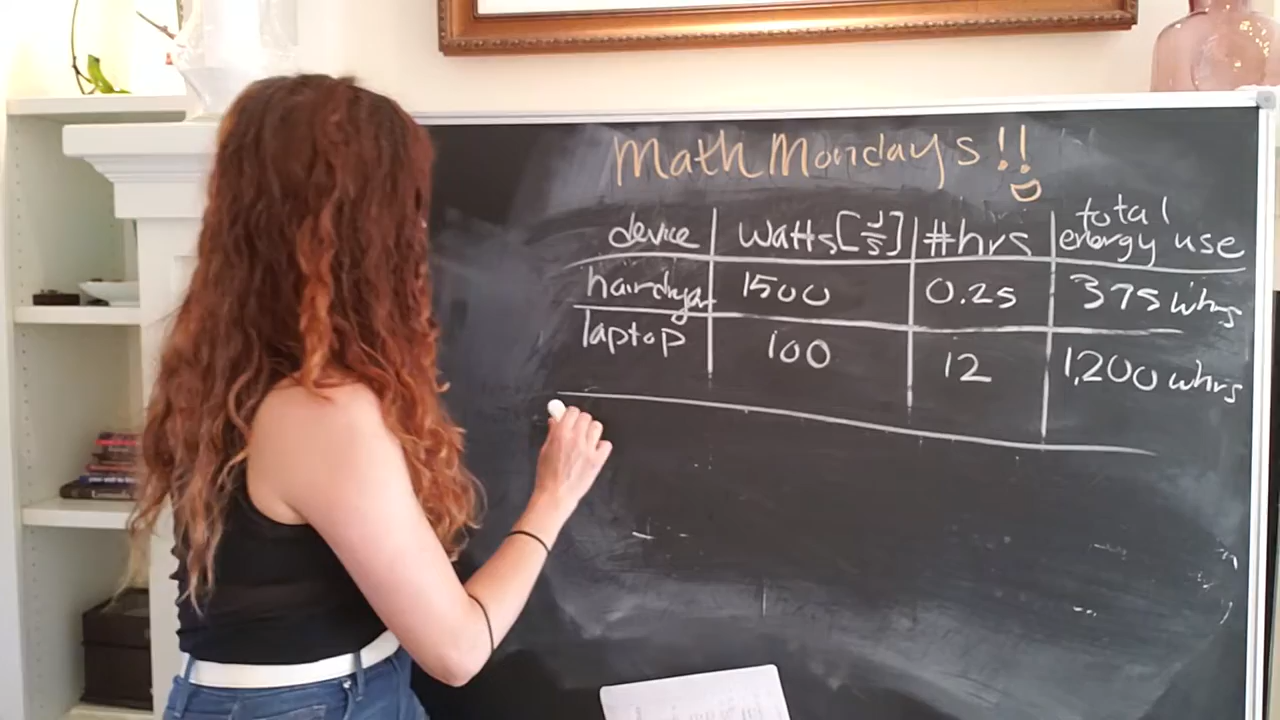 Math Mondays!!
device Watts[J/s] #hrs total energy use
hairdryer 1500 0.25 375 whrs
laptop 100 12 1,200 whrs